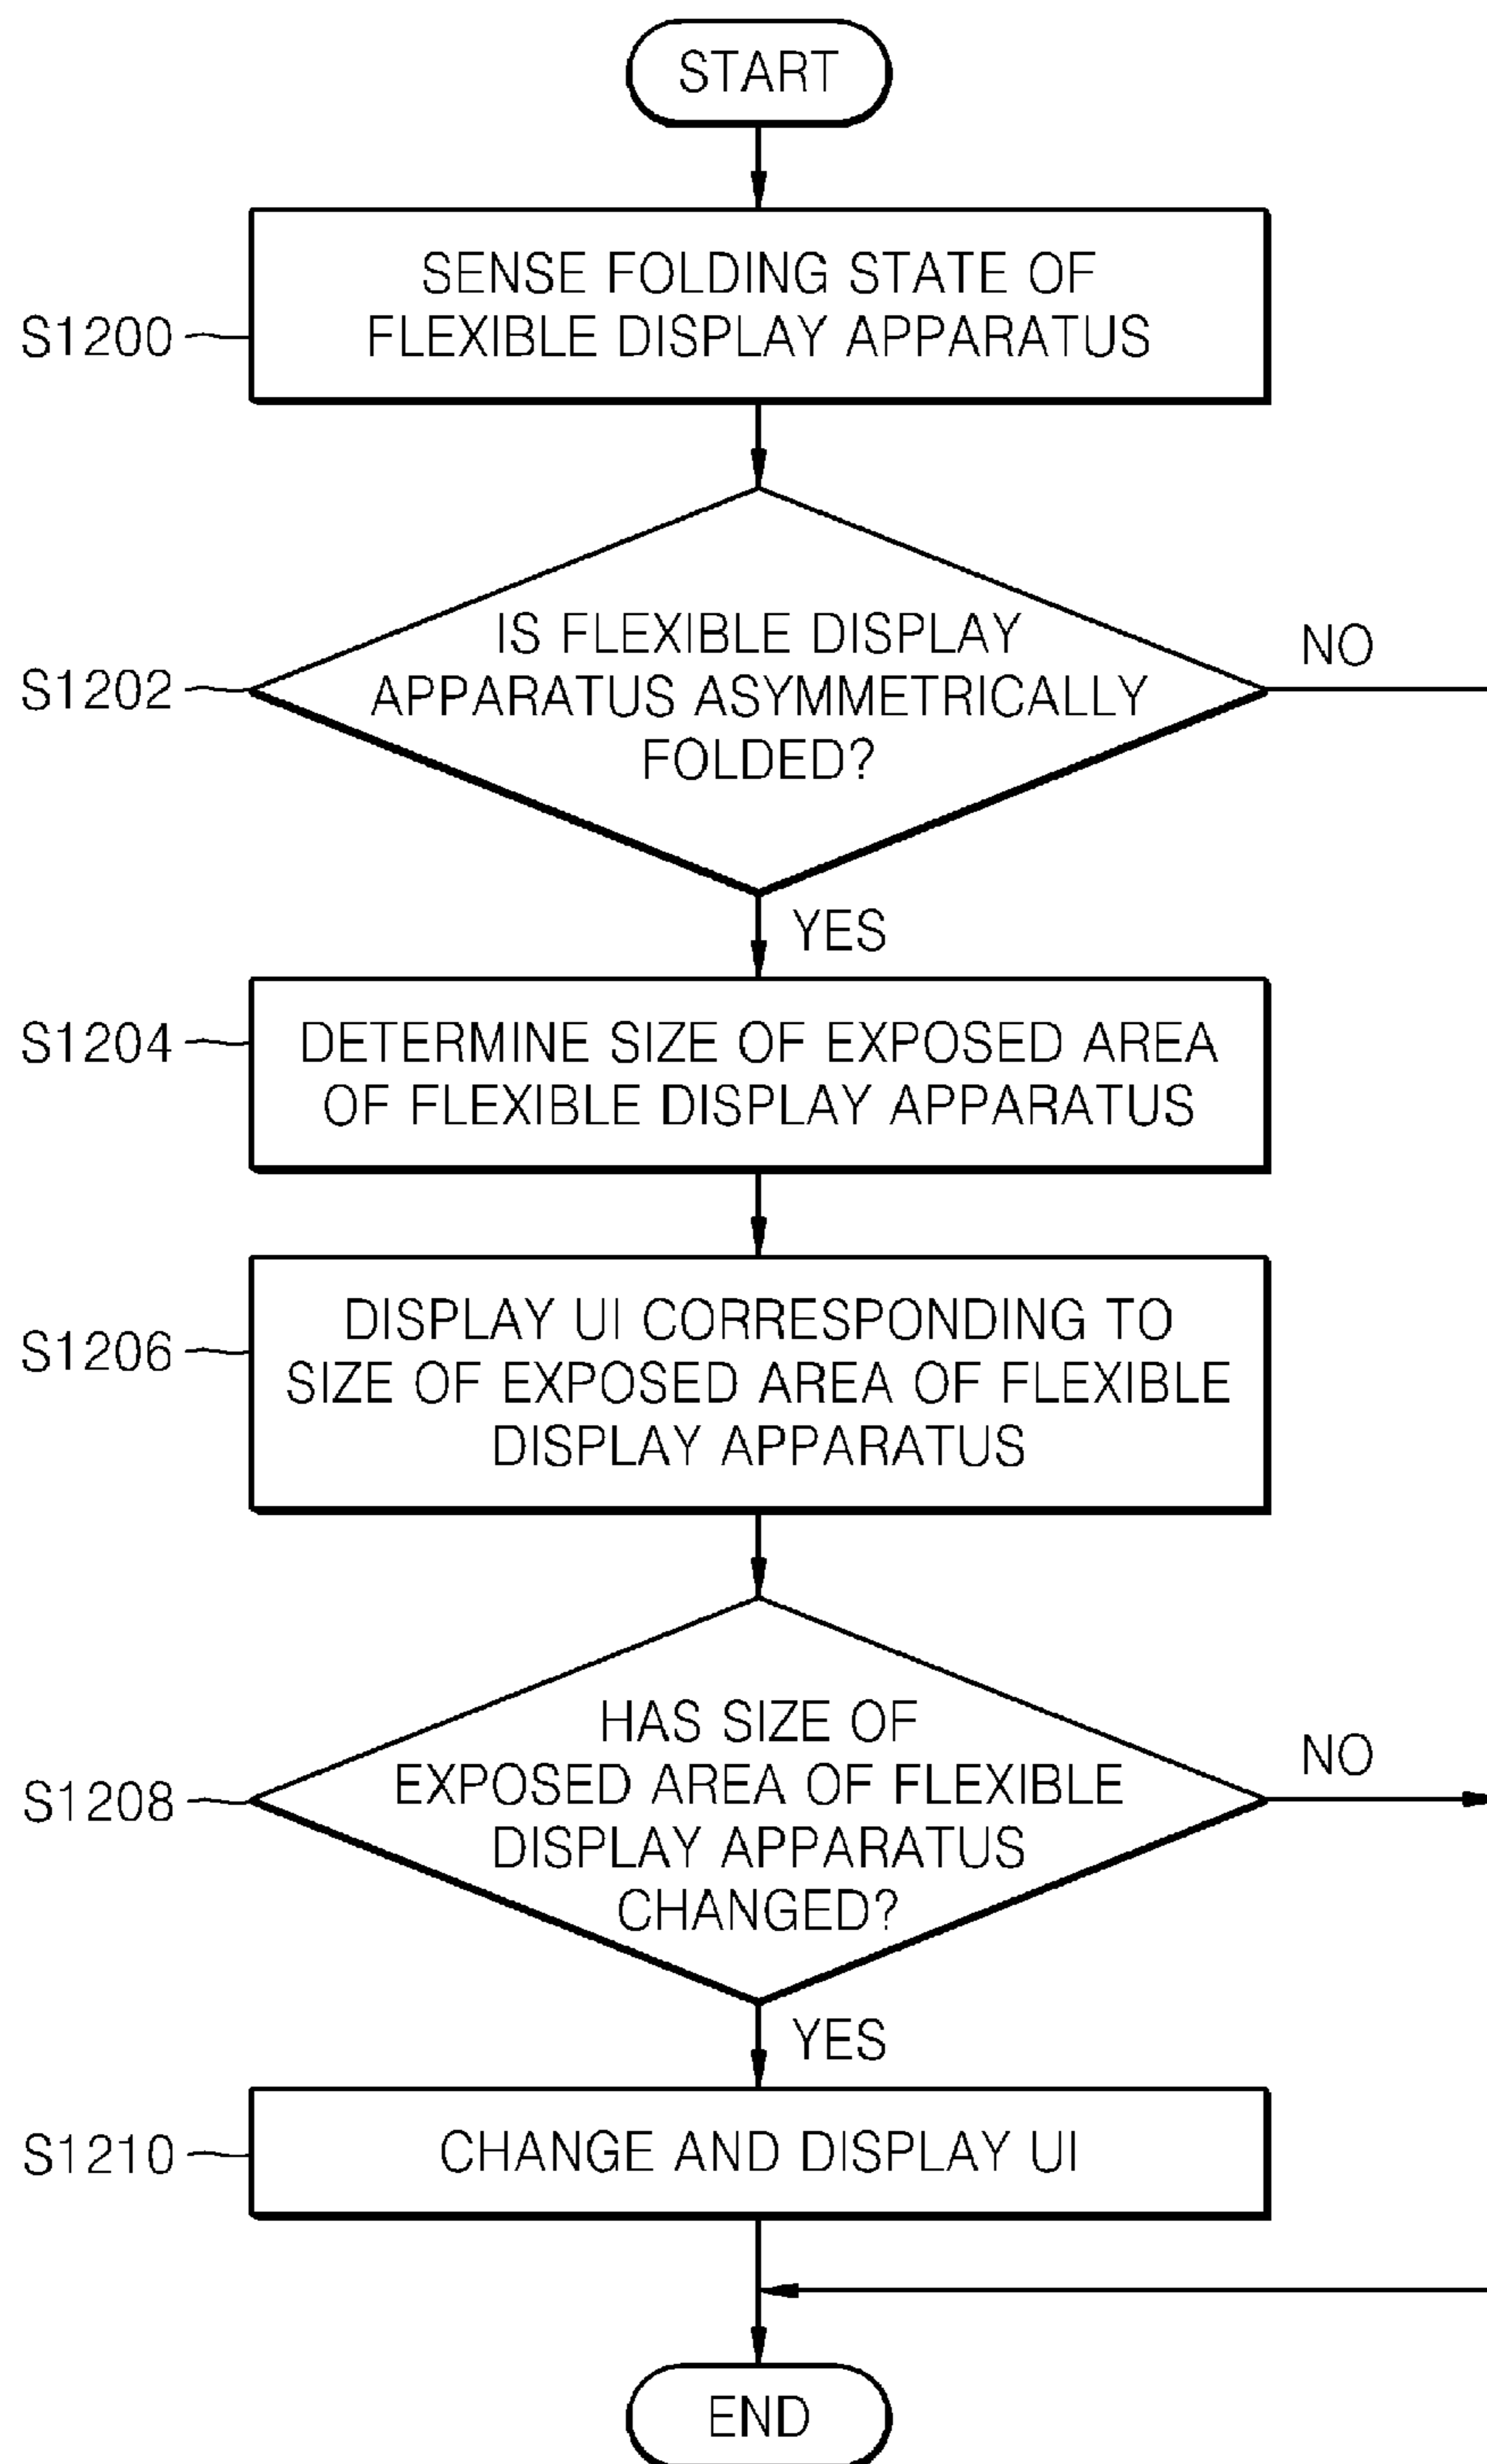 START
SENSE FOLDING STATE OF
S1200
FLEXIBLE DISPLAY APPARATUS
IS FLEXIBLE DISPLAY
NO
S1202
APPARATUS ASYMMETRICALLY
FOLDED?
YES
S1204
DETERMINE SIZE OF EXPOSED AREA
OF FLEXIBLE DISPLAY APPARATUS
DISPLAY UI CORRESPONDING TO
S1206
SIZE OF EXPOSED AREA OF FLEXIBLE
DISPLAY APPARATUS
HAS SIZE OF
NO
S1208
EXPOSED AREA OF FLEXIBLE
DISPLAY APPARATUS
CHANGED?
YES
S1210
CHANGE AND DISPLAY UI
END